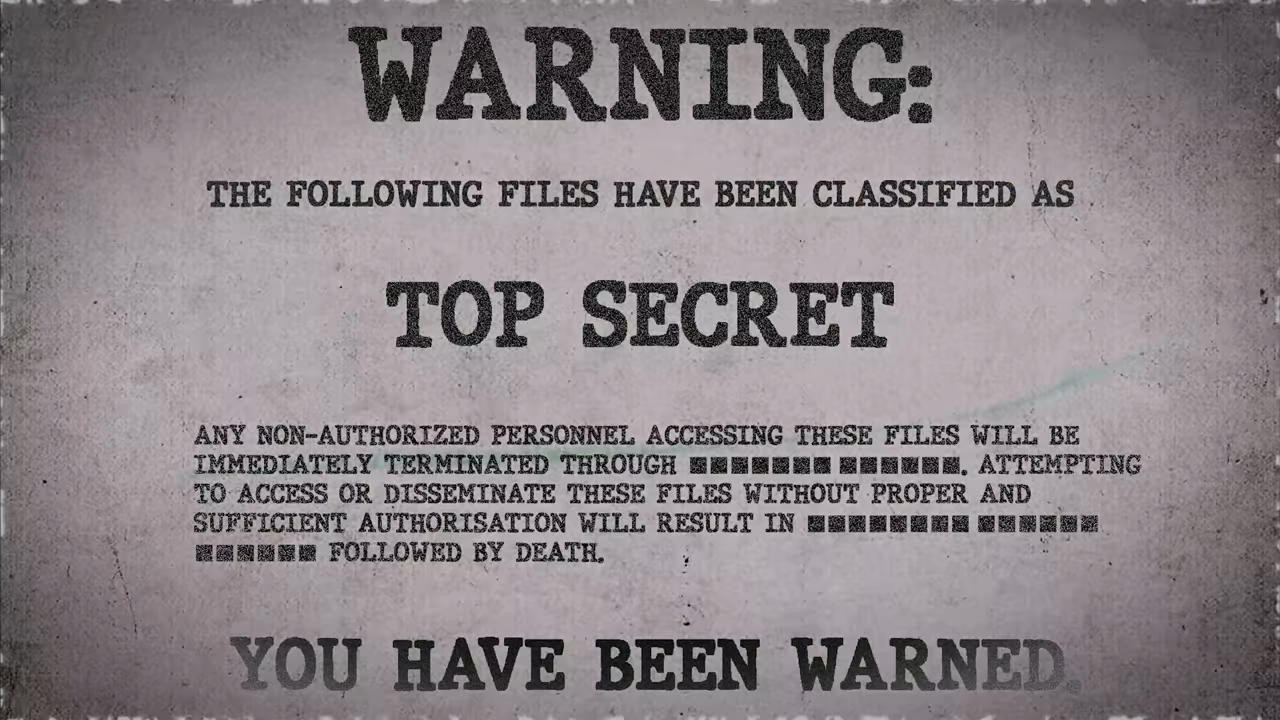 WARNING:
THE FOLLOWING FILES HAVE BEEN CLASSIFIED AS
TOP SECRET
ANY NON-AUTHORIZED PERSONNEL ACCESSING THESE FILES WILL BE
IMMEDIATELY TERMINATED THROUGH ■■■■■■■ ■■■■■■. ATTEMPTING
TO ACCESS OR DISSEMINATE THESE FILES WITHOUT PROPER AND
SUFFICIENT AUTHORISATION WILL RESULT IN ■■■■■■■■ ■■■■■■
■■■■■■ FOLLOWED BY DEATH.
YOU HAVE BEEN WARNED.